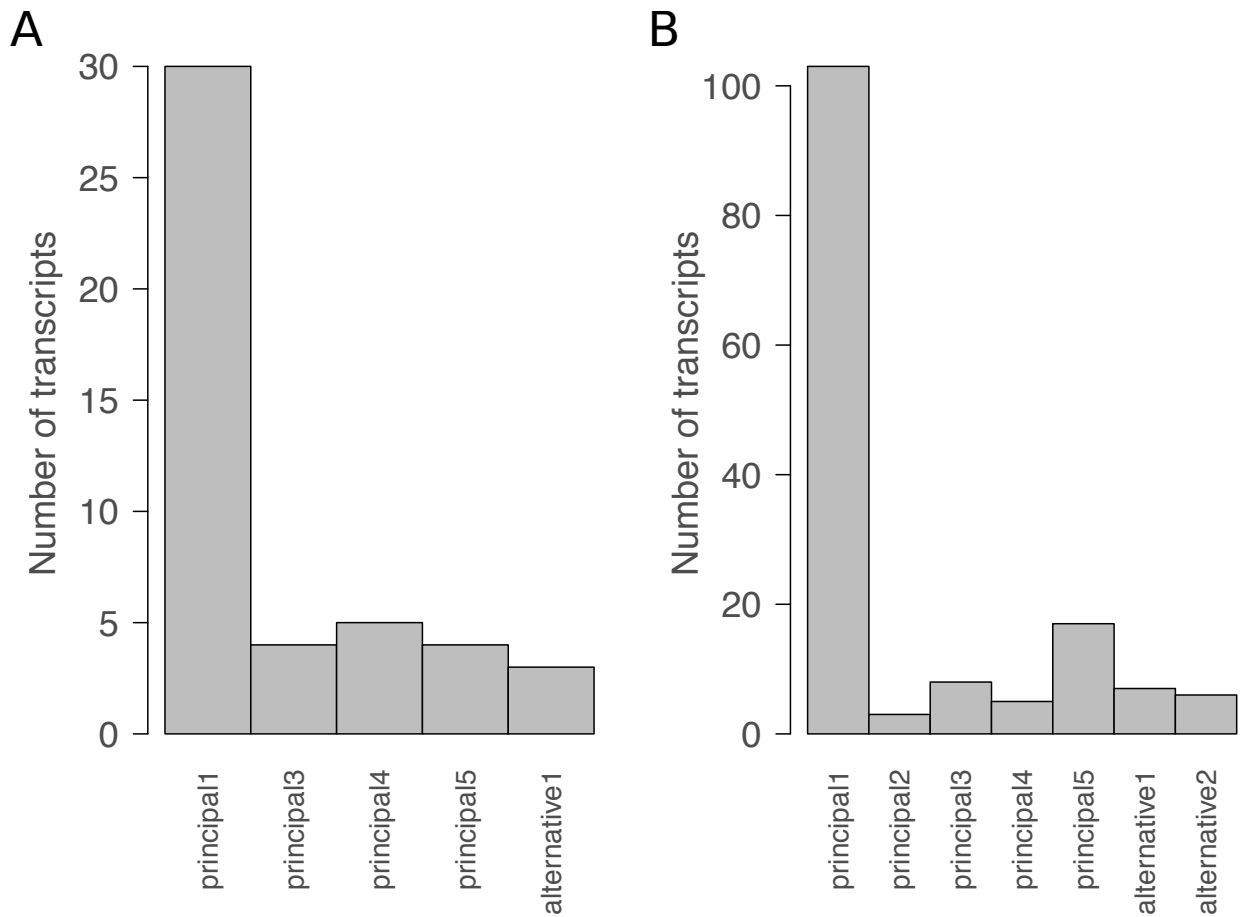 A
Number of transcripts
30
25
20
15
10
5
0
principal1
principal3
principal4
principal5
alternative1
B
Number of transcripts
100
80
60
40
20
0
principal1
principal2
principal3
principal4
principal5
alternative1
alternative2